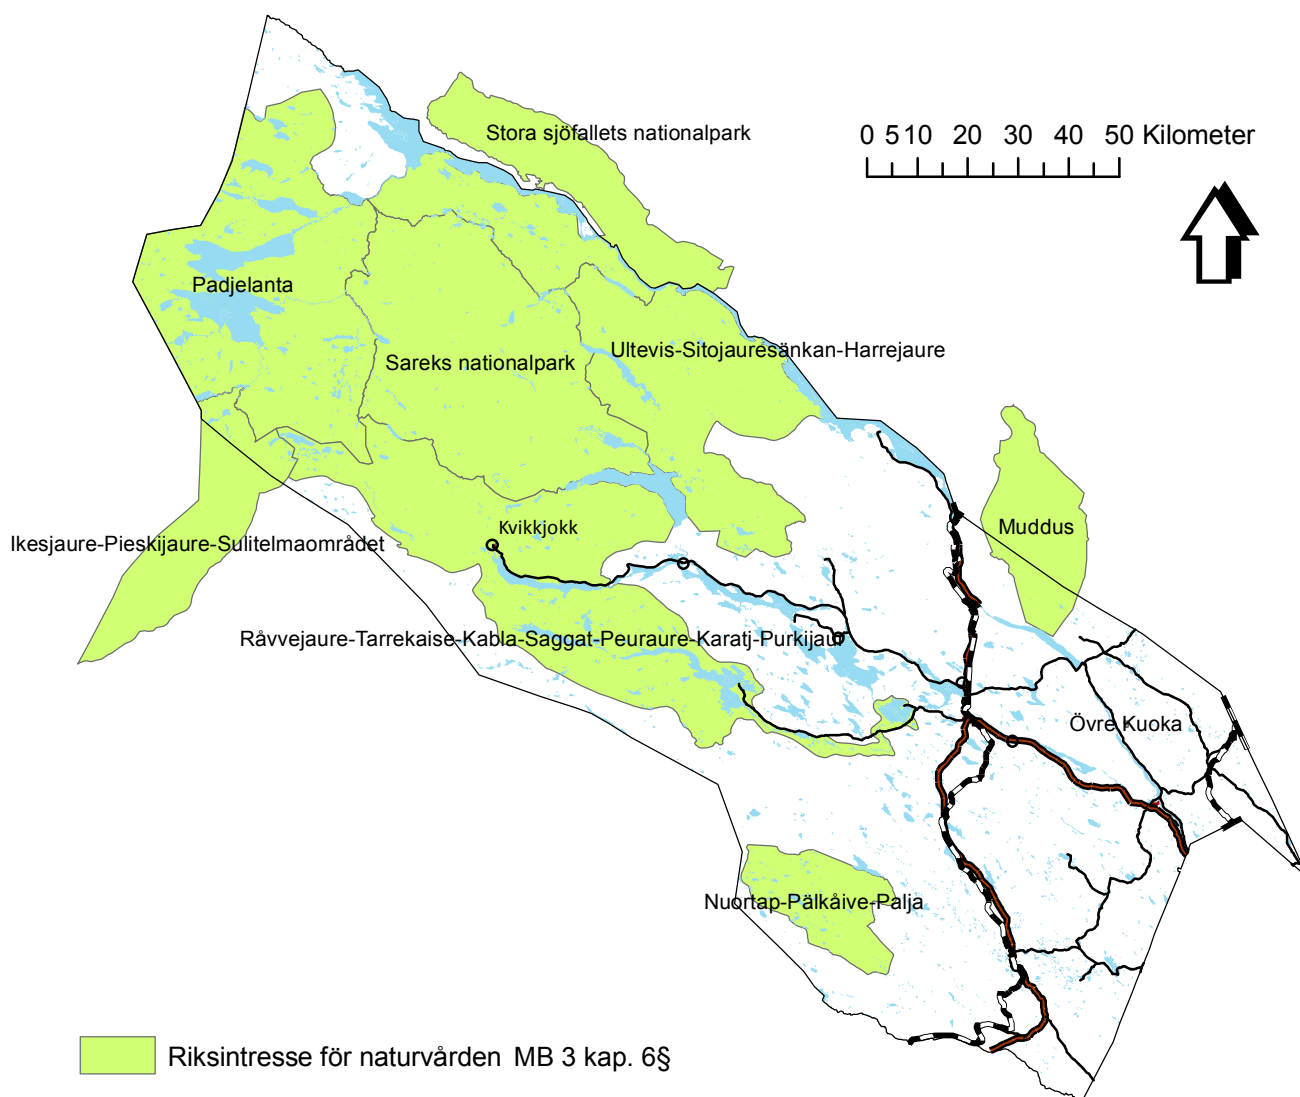 Stora sjöfallets nationalpark
0 5 10 20 30 40 50 Kilometer
Padjelanta
Ultevis-Sitojauresänkan-Harrejaure
Sareks nationalpark
Kvikkjokk
Muddus
Ikesjaure-Pieskijaure-Sulitelmaområdet
Råvvejaure-Tarrekaise-Kabla-Saggat-Peuraure-Karatj-Purkijaur
Övre Kuoka
Nuortap-Pälkåive-Palja
Riksintresse för naturvården MB 3 kap. 6§